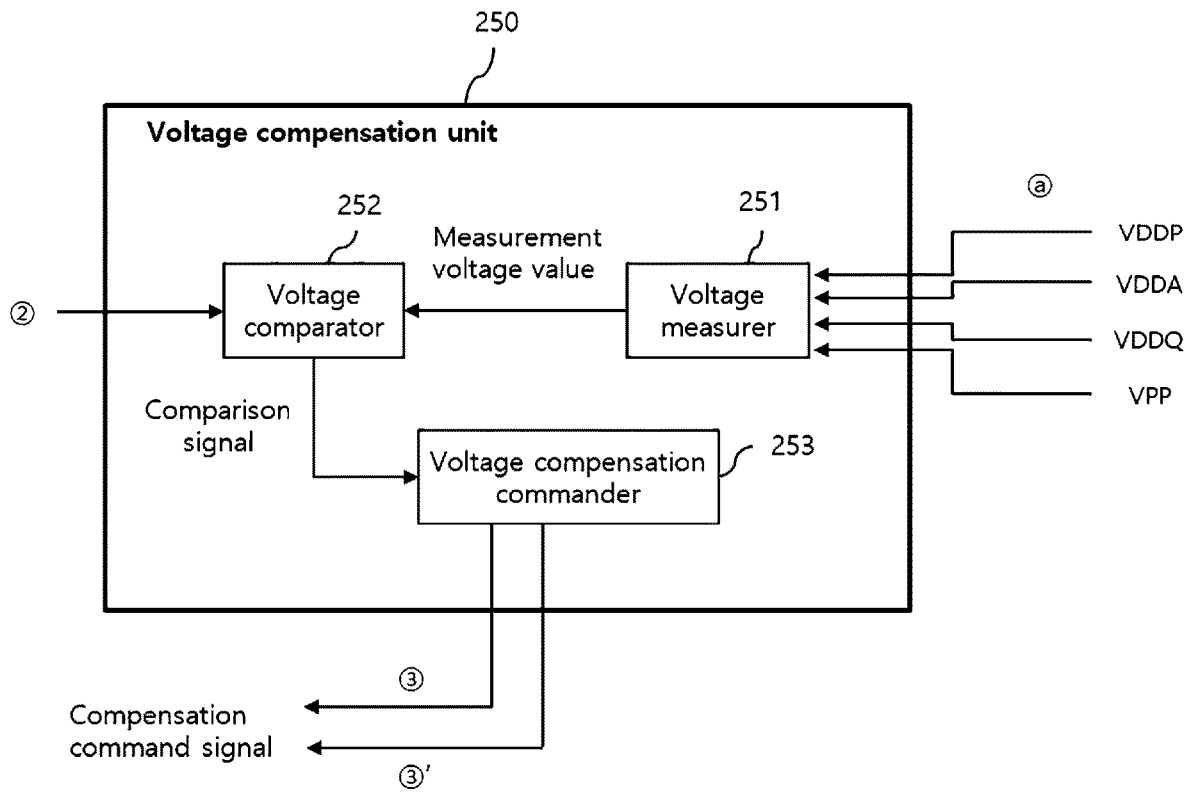 250
Voltage compensation unit
ⓐ
252
251
Measurement
voltage value
VDDP
VDDA
VDDQ
VPP
②
Voltage
comparator
Voltage
measurer
Comparison
signal
253
Voltage compensation
commander
③
Compensation
command signal
③'